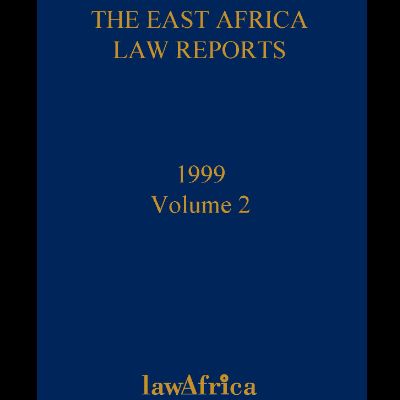 THE EAST AFRICA
LAW REPORTS
1999
Volume 2
lawAfrica